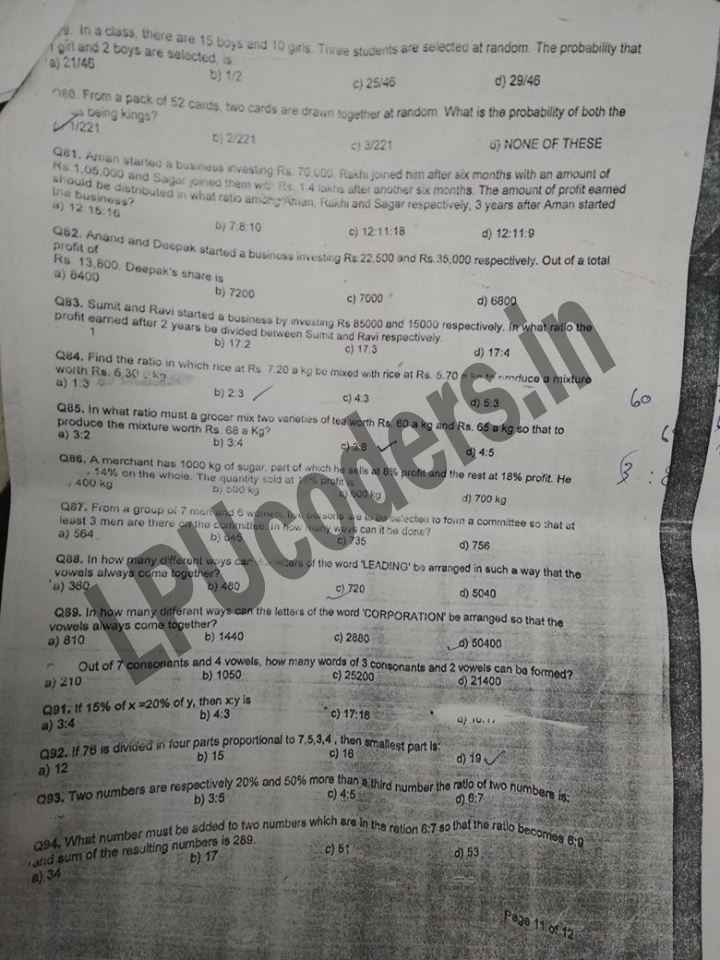 9. In a class, there are 15 boys and 10 girls. Three students are selected at random. The probability that
1 girl and 2 boys are selected, is
a) 21/46 b) 1/2 c) 25/46 d) 29/46
Q80. From a pack of 52 cards, two cards are drawn together at random. What is the probability of both the
being kings?
1/221 b) 2/221 c) 3/221 d) NONE OF THESE
Q81. Aman started a business investing Rs. 70,000. Rakhi joined him after six months with an amount of
Rs.1,05,000 and Sagar joined them with Rs. 1.4 lakhs after another six months. The amount of profit earned
should be distributed in what ratio among Aman, Rakhi and Sagar respectively, 3 years after Aman started
the business?
a) 12:15:16 b) 7:8:10 c) 12:11:18 d) 12:11:9
Q82. Anand and Deepak started a business investing Rs.22,500 and Rs.35,000 respectively. Out of a total
profit of
Rs. 13,800. Deepak's share is
a) 8400 b) 7200 c) 7000 d) 6800
Q83. Sumit and Ravi started a business by investing Rs 85000 and 15000 respectively. In what ratio the
profit earned after 2 years be divided between Sumit and Ravi respectively.
1 b) 17:2 c) 17:3 d) 17:4
Q84. Find the ratio in which rice at Rs. 7.20 a kg be mixed with rice at Rs. 5.70 a kg to produce a mixture
worth Rs. 6.30 a kg
a) 1:3 b) 2:3 c) 4:3 d) 5:3
Q85. In what ratio must a grocer mix two varieties of tea worth Rs. 60 a kg and Rs. 65 a kg so that to
produce the mixture worth Rs. 68 a Kg?
a) 3:2 b) 3:4 c) 3:8 d) 4:5
Q86. A merchant has 1000 kg of sugar, part of which he sells at 8% profit and the rest at 18% profit. He
14% on the whole. The quantity sold at 18% profit is
400 kg b) 500 kg c) 600 kg d) 700 kg
Q87. From a group of 7 men and 6 women, five persons are to be selected to form a committee so that at
least 3 men are there on the committee. In how many ways can it be done?
a) 564 b) 645 c) 735 d) 756
Q88. In how many different ways can letters of the word 'LEADING' be arranged in such a way that the
vowels always come together?
a) 360 b) 480 c) 720 d) 5040
Q89. In how many different ways can the letters of the word 'CORPORATION' be arranged so that the
vowels always come together?
a) 810 b) 1440 c) 2880 d) 50400
Out of 7 consonants and 4 vowels, how many words of 3 consonants and 2 vowels can be formed?
a) 210 b) 1050 c) 25200 d) 21400
Q91. If 15% of x =20% of y, then x:y is
a) 3:4 b) 4:3 c) 17:16 d)
Q92. If 76 is divided in four parts proportional to 7,5,3,4 , then smallest part is:
a) 12 b) 15 c) 16 d) 19
Q93. Two numbers are respectively 20% and 50% more than a third number the ratio of two numbers is:
b) 3:5 c) 4:5 d) 6:7
Q94. What number must be added to two numbers which are in the ration 6:7 so that the ratio becomes 8:9
and sum of the resulting numbers is 289.
a) 34 b) 17 c) 51 d) 53
Page 11 of 12
60
LPUcoders.in